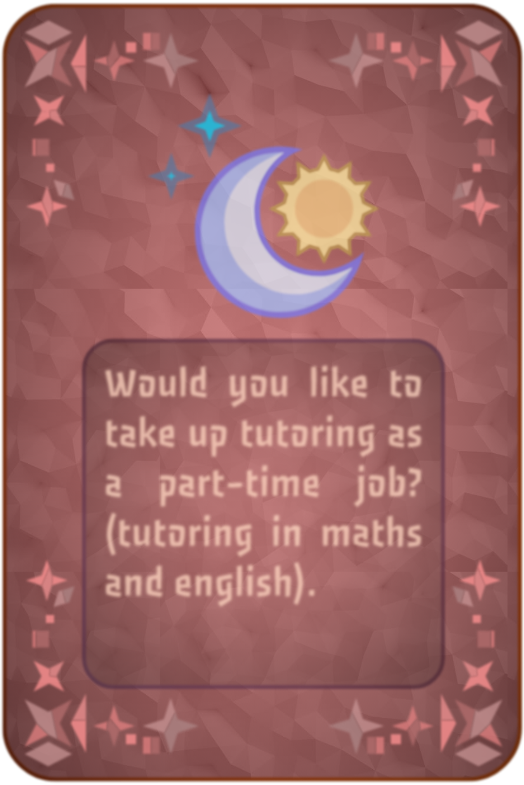 Would you like to
take up tutoring as
a part-time job?
(tutoring in maths
and english).